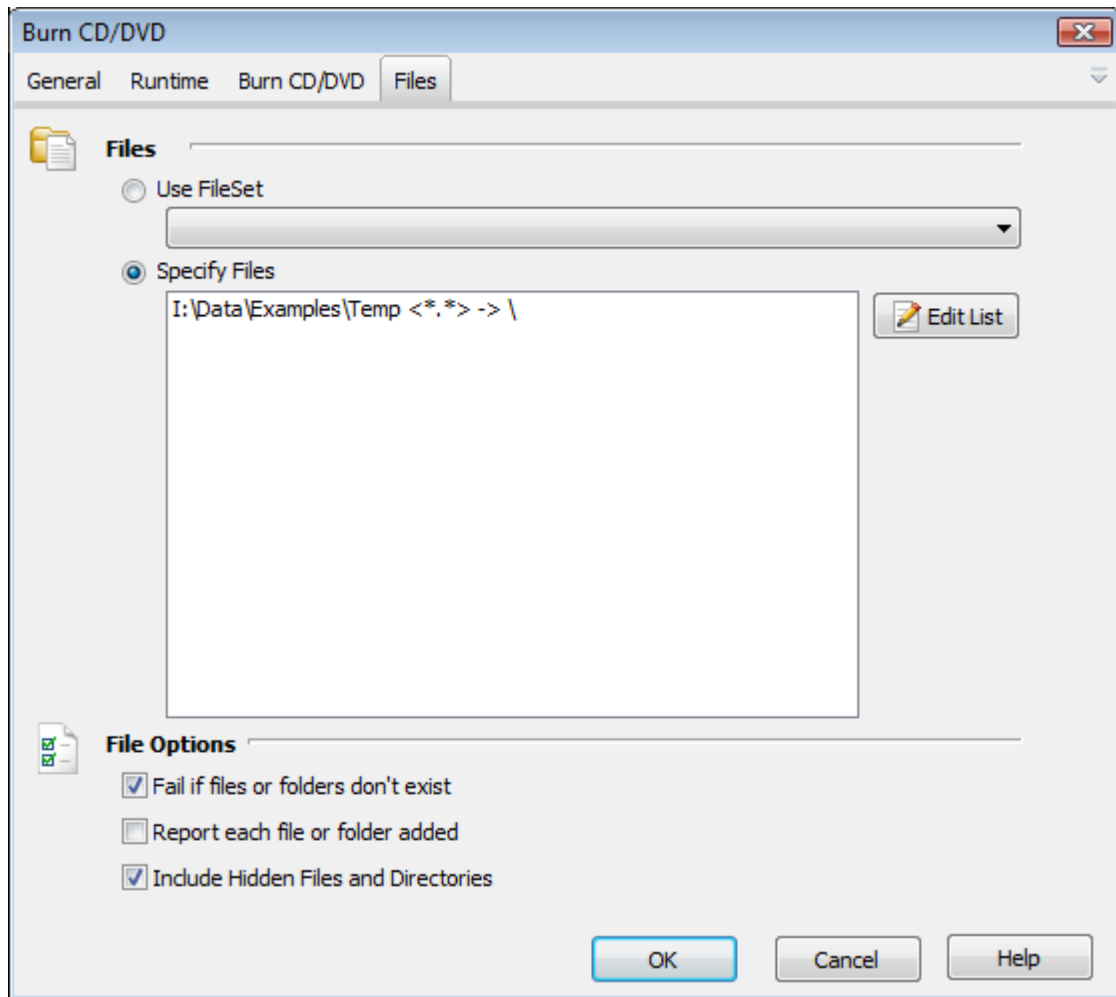 Burn CD/DVD
General Runtime Burn CD/DVD Files
Files
Use FileSet
Specify Files
I:\Data\Examples\Temp <*.*> -> \
Edit List
File Options
Fail if files or folders don't exist
Report each file or folder added
Include Hidden Files and Directories
OK Cancel Help